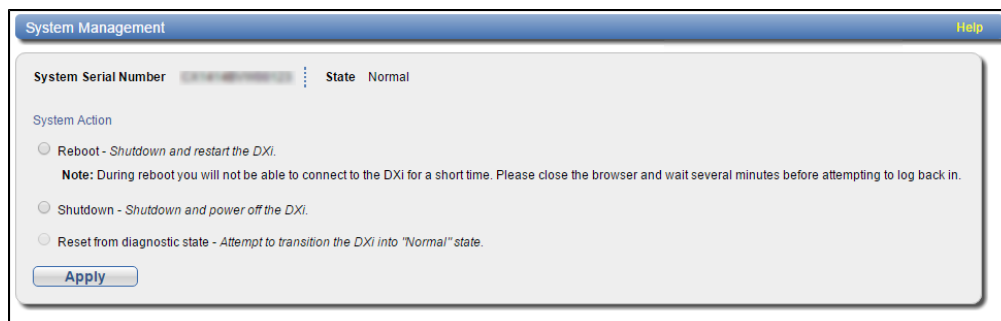 System Management Help
System Serial Number State Normal
System Action
Reboot - Shutdown and restart the DXi.
Note: During reboot you will not be able to connect to the DXi for a short time. Please close the browser and wait several minutes before attempting to log back in.
Shutdown - Shutdown and power off the DXi.
Reset from diagnostic state - Attempt to transition the DXi into "Normal" state.
Apply